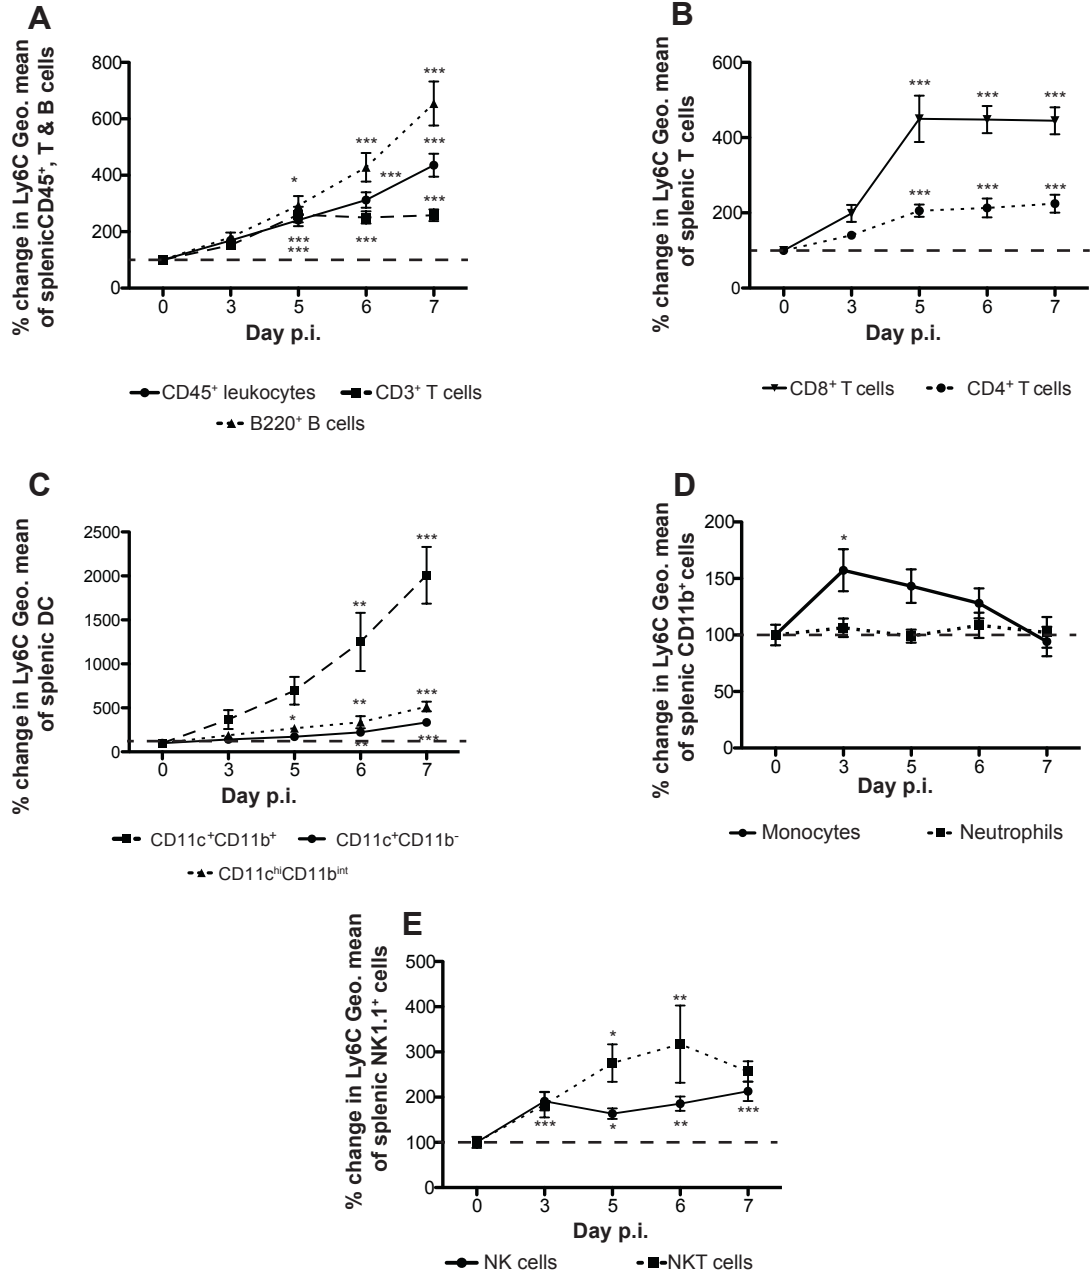 A
% change in Ly6C Geo. mean
of splenicCD45⁺, T & B cells
800
600
400
200
0
***
***
***
***
***
*
***
***
***
0 3 5 6 7
Day p.i.
CD45⁺ leukocytes CD3⁺ T cells
B220⁺ B cells
B
% change in Ly6C Geo. mean
of splenic T cells
600
400
200
0
*** *** ***
*** *** ***
0 3 5 6 7
Day p.i.
CD8⁺ T cells CD4⁺ T cells
C
% change in Ly6C Geo. mean
of splenic DC
2500
2000
1500
1000
500
0
***
**
***
**
*
**
***
0 3 5 6 7
Day p.i.
CD11c⁺CD11b⁺ CD11c⁺CD11b⁻
CD11cʰⁱCD11bⁱⁿᵗ
D
% change in Ly6C Geo. mean
of splenic CD11b⁺cells
200
150
100
50
0
*
0 3 5 6 7
Day p.i.
Monocytes Neutrophils
E
% change in Ly6C Geo. mean
of splenic NK1.1⁺ cells
500
400
300
200
100
0
**
*
***
***
*
**
0 3 5 6 7
Day p.i.
NK cells NKT cells